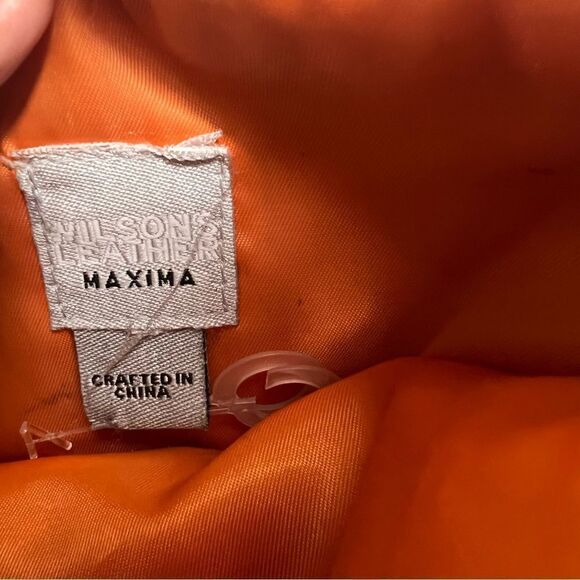 WILSONS
LEATHER
MAXIMA
CRAFTED IN
CHINA